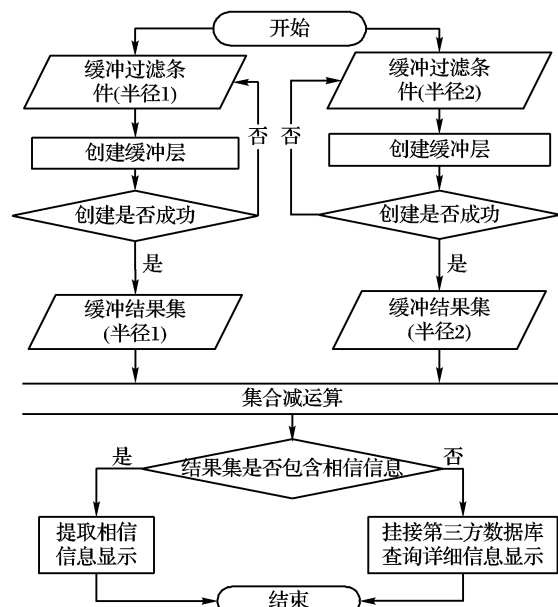 开始
缓冲过滤条
件(半径1)
缓冲过滤条
件(半径2)
否
否
创建缓冲层
创建缓冲层
创建是否成功
创建是否成功
是
是
缓冲结果集
(半径1)
缓冲结果集
(半径2)
集合减运算
是
结果集是否包含相信信息
否
提取相信
信息显示
挂接第三方数据库
查询详细信息显示
结束